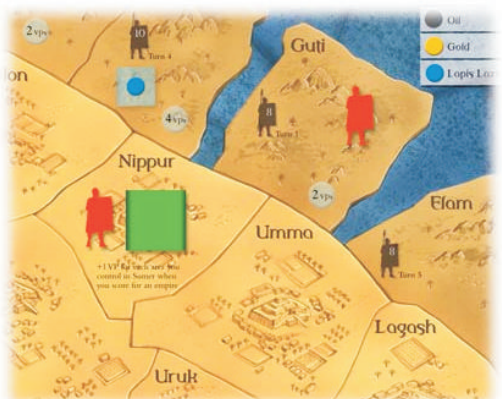 Oil
Gold
Lapis Laz
2 vps
10
Turn 4
4 vps
Guti
8
Turn 1
2 vps
on
Nippur
+1 VP for each area you
control in Sumer when
you score for an empire
Umma
Elam
8
Turn 3
Lagash
Uruk